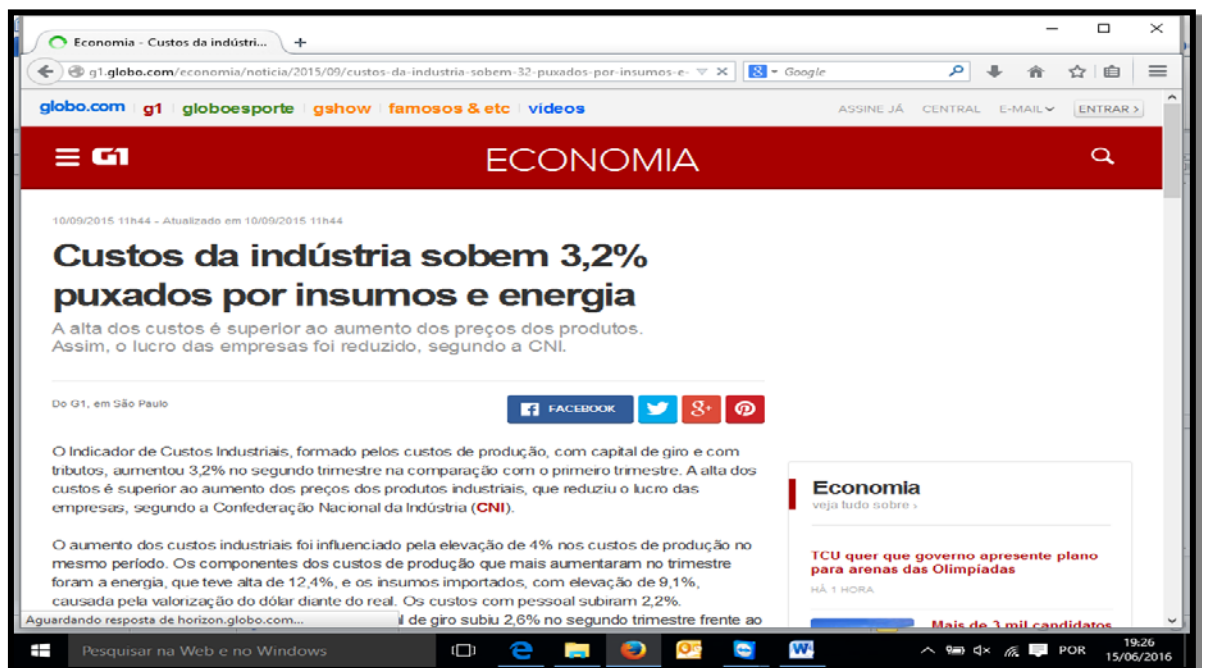 Economia - Custos da indústri...
g1.globo.com/economia/noticia/2015/09/custos-da-industria-sobem-32-puxados-por-insumos-e-
Google
globo.com g1 globoesporte gshow famosos & etc vídeos
ASSINE JÁ CENTRAL E-MAIL ENTRAR >
G1 ECONOMIA
10/09/2015 11h44 - Atualizado em 10/09/2015 11h44
Custos da indústria sobem 3,2%
puxados por insumos e energia
A alta dos custos é superior ao aumento dos preços dos produtos.
Assim, o lucro das empresas foi reduzido, segundo a CNI.
Do G1, em São Paulo
FACEBOOK
O Indicador de Custos Industriais, formado pelos custos de produção, com capital de giro e com
tributos, aumentou 3,2% no segundo trimestre na comparação com o primeiro trimestre. A alta dos
custos é superior ao aumento dos preços dos produtos industriais, que reduziu o lucro das
empresas, segundo a Confederação Nacional da Indústria (CNI).
O aumento dos custos industriais foi influenciado pela elevação de 4% nos custos de produção no
mesmo período. Os componentes dos custos de produção que mais aumentaram no trimestre
foram a energia, que teve alta de 12,4%, e os insumos importados, com elevação de 9,1%,
causada pela valorização do dólar diante do real. Os custos com pessoal subiram 2,2%.
l de giro subiu 2,6% no segundo trimestre frente ao
Economia
veja tudo sobre >
TCU quer que governo apresente plano
para arenas das Olimpíadas
HÁ 1 HORA
Mais de 3 mil candidatos
Aguardando resposta de horizon.globo.com...
Pesquisar na Web e no Windows
POR
19:26
15/06/2016